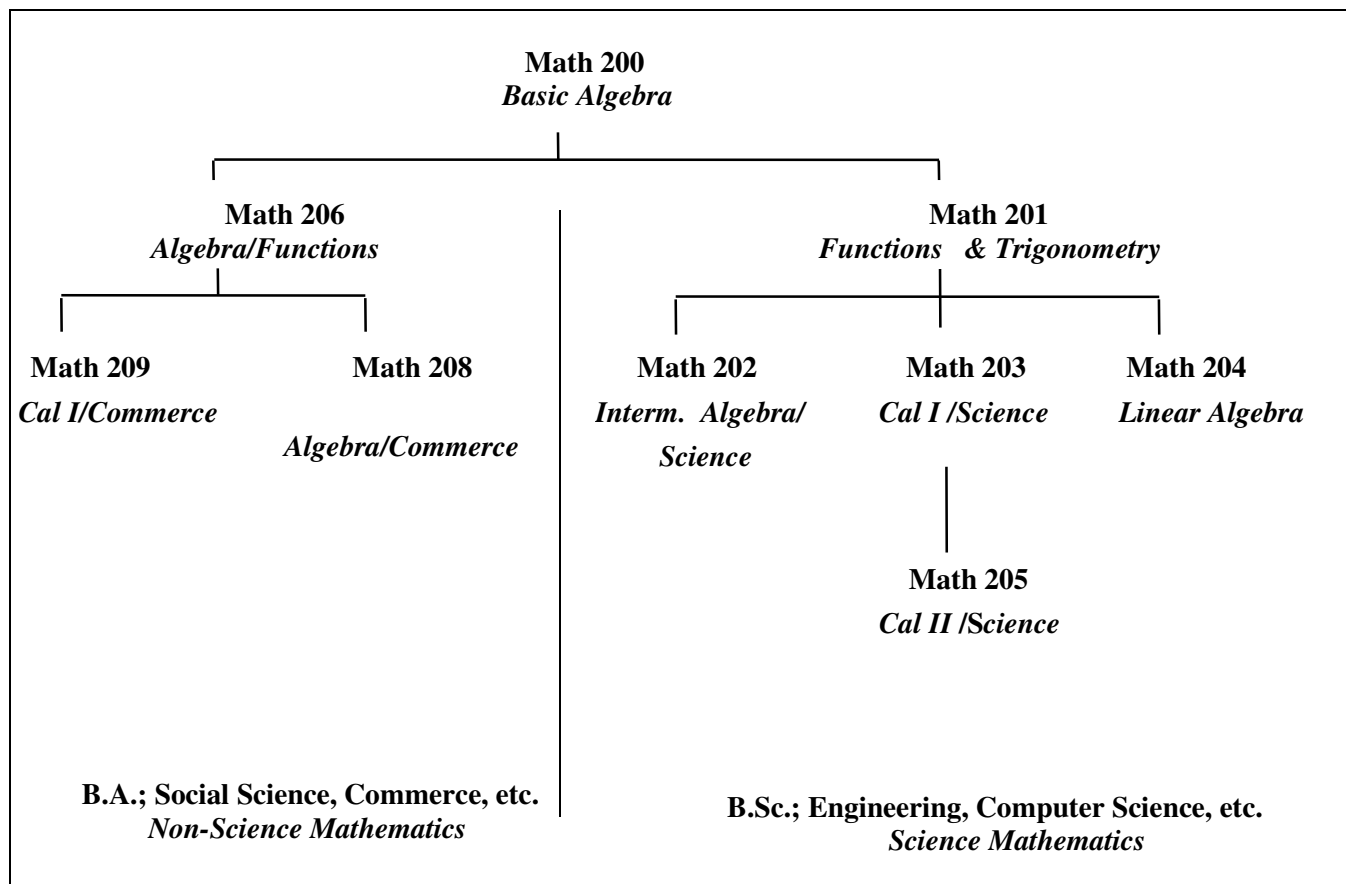 Math 200
Basic Algebra
Math 206
Algebra/Functions
Math 201
Functions & Trigonometry
Math 209
Cal I/Commerce
Math 208
Algebra/Commerce
Math 202
Interm. Algebra/
Science
Math 203
Cal I /Science
Math 204
Linear Algebra
Math 205
Cal II /Science
B.A.; Social Science, Commerce, etc.
Non-Science Mathematics
B.Sc.; Engineering, Computer Science, etc.
Science Mathematics